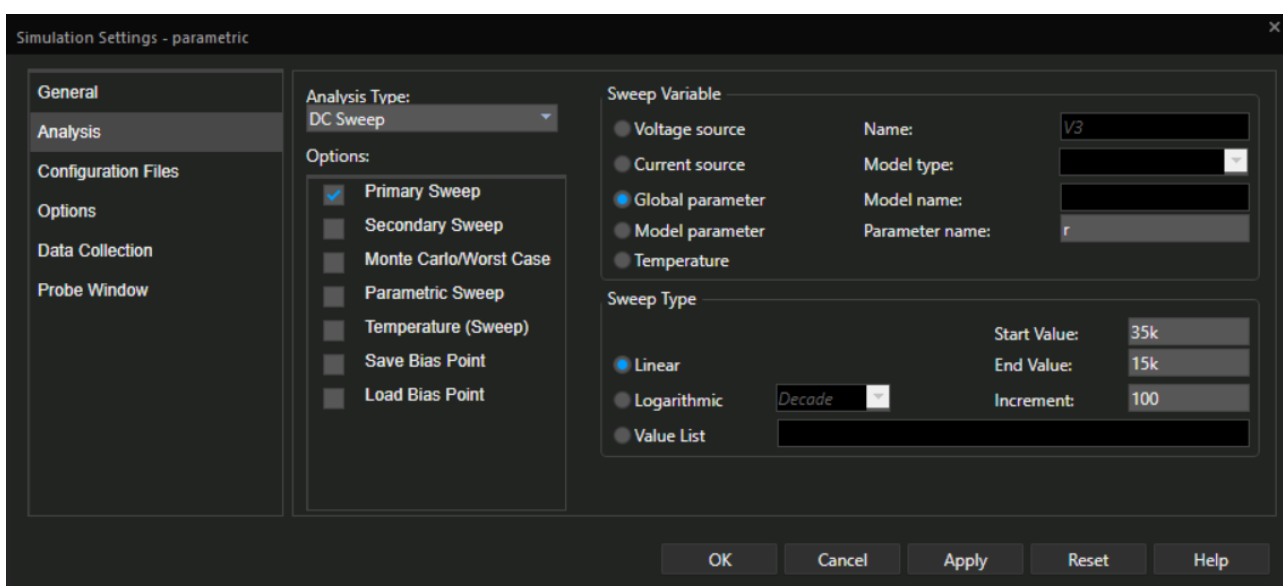 Simulation Settings - parametric
×
General
Analysis
Configuration Files
Options
Data Collection
Probe Window
Analysis Type:
DC Sweep
Options:
Primary Sweep
Secondary Sweep
Monte Carlo/Worst Case
Parametric Sweep
Temperature (Sweep)
Save Bias Point
Load Bias Point
Sweep Variable
Voltage source Name: V3
Current source Model type:
Global parameter Model name:
Model parameter Parameter name: r
Temperature
Sweep Type
Start Value: 35k
Linear End Value: 15k
Logarithmic Decade Increment: 100
Value List
OK Cancel Apply Reset Help